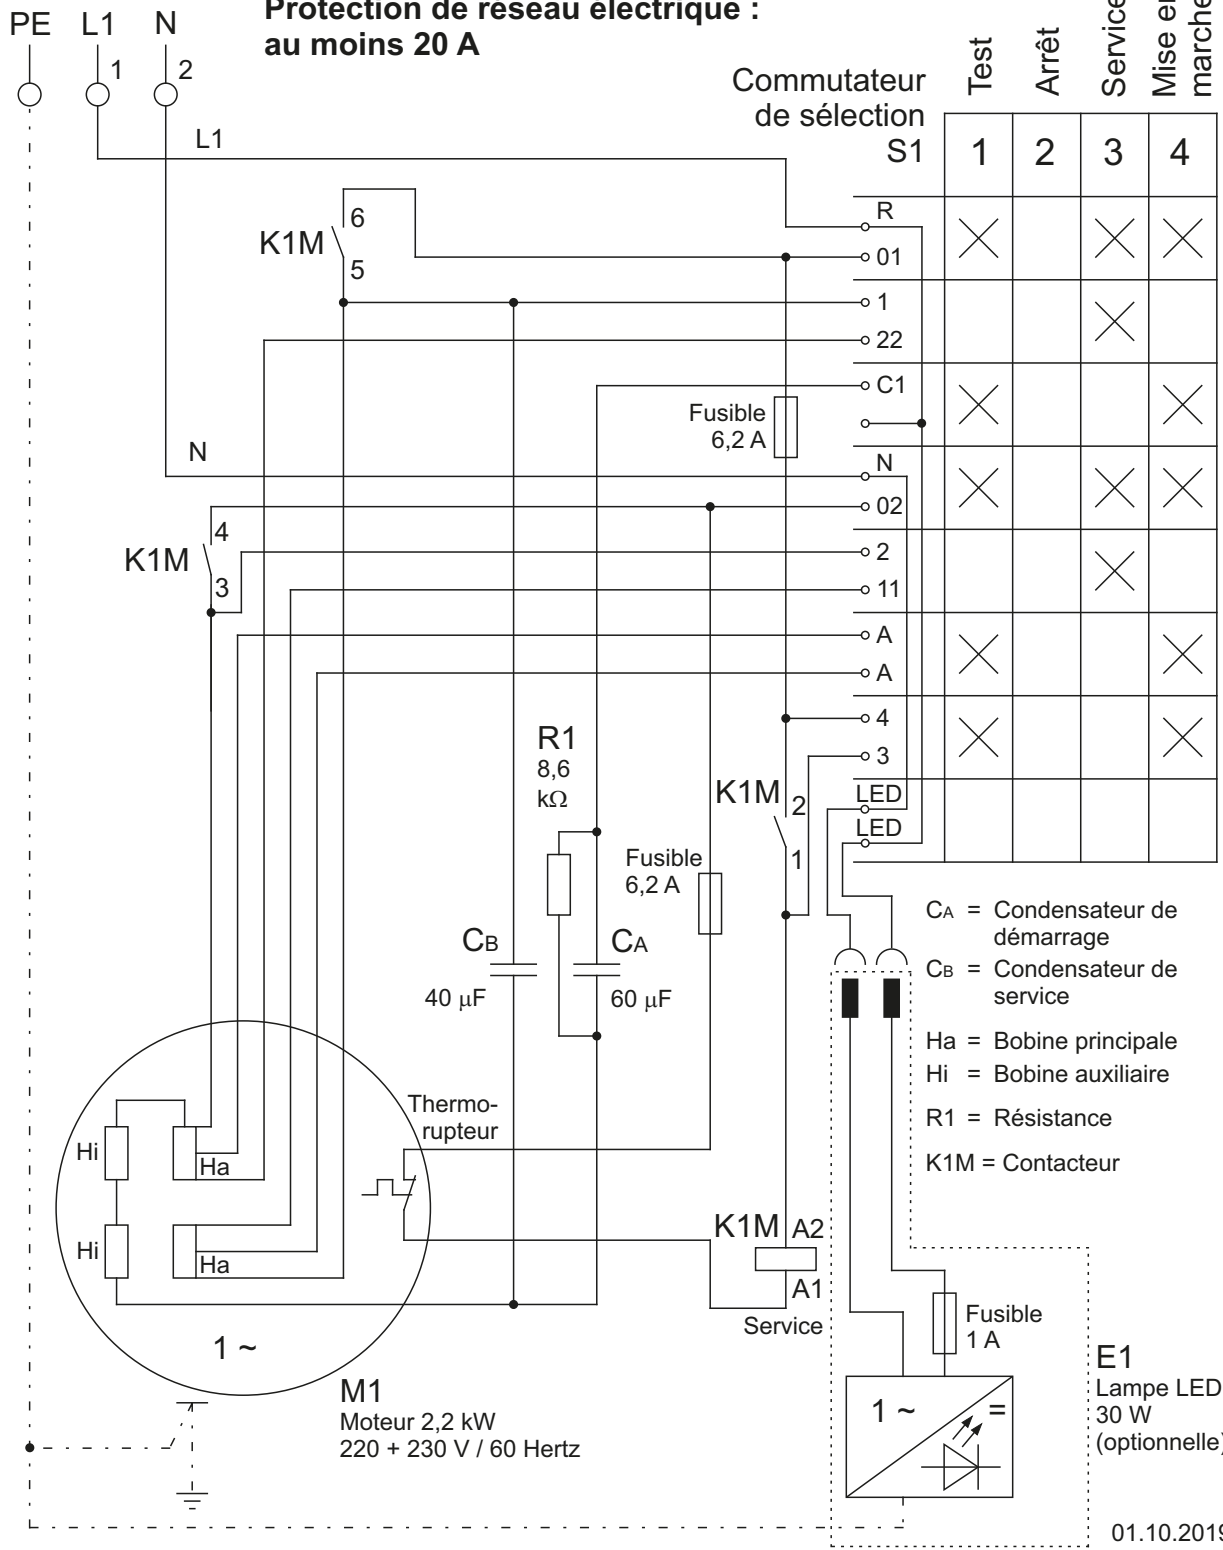 Protection de réseau électrique :
au moins 20 A
PE L1 N
1 2
L1
Commutateur
de sélection
S1
Test
Arrêt
Service
Mise en
marche
1 2 3 4
R
01
1
22
C1
N
02
2
11
A
A
4
3
LED
LED
K1M
6
5
Fusible
6,2 A
N
K1M
4
3
R1
8,6
kΩ
K1M
2
1
Fusible
6,2 A
CB
40 µF
CA
60 µF
CA = Condensateur de
démarrage
CB = Condensateur de
service
Ha = Bobine principale
Hi = Bobine auxiliaire
R1 = Résistance
K1M = Contacteur
Thermo-
rupteur
Hi
Ha
Hi
Ha
1 ~
K1M A2
A1
Service
Fusible
1 A
M1
Moteur 2,2 kW
220 + 230 V / 60 Hertz
1 ~ =
E1
Lampe LED
30 W
(optionnelle)
01.10.2019